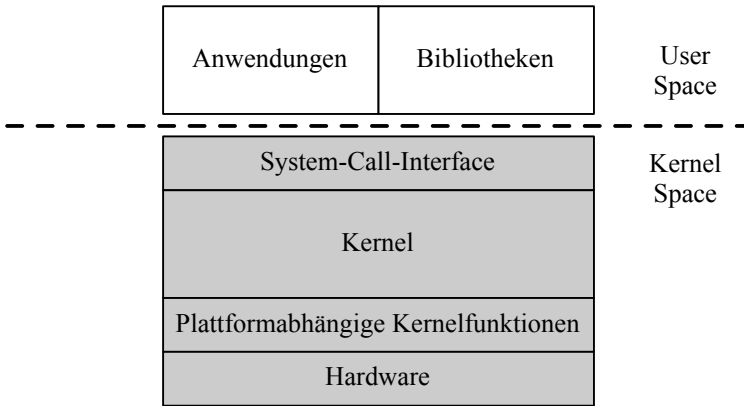 Anwendungen
Bibliotheken
User
Space
System-Call-Interface
Kernel
Space
Kernel
Plattformabhängige Kernelfunktionen
Hardware